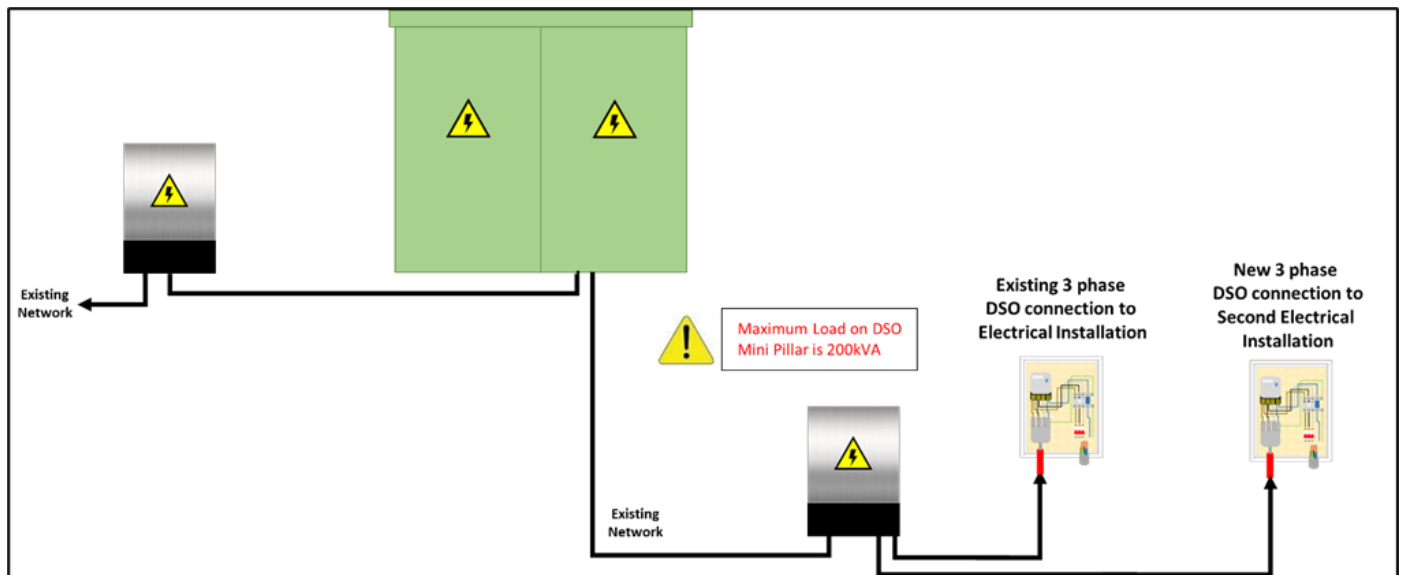 Existing
Network
Maximum Load on DSO
Mini Pillar is 200kVA
Existing
Network
Existing 3 phase
DSO connection to
Electrical Installation
New 3 phase
DSO connection to
Second Electrical
Installation